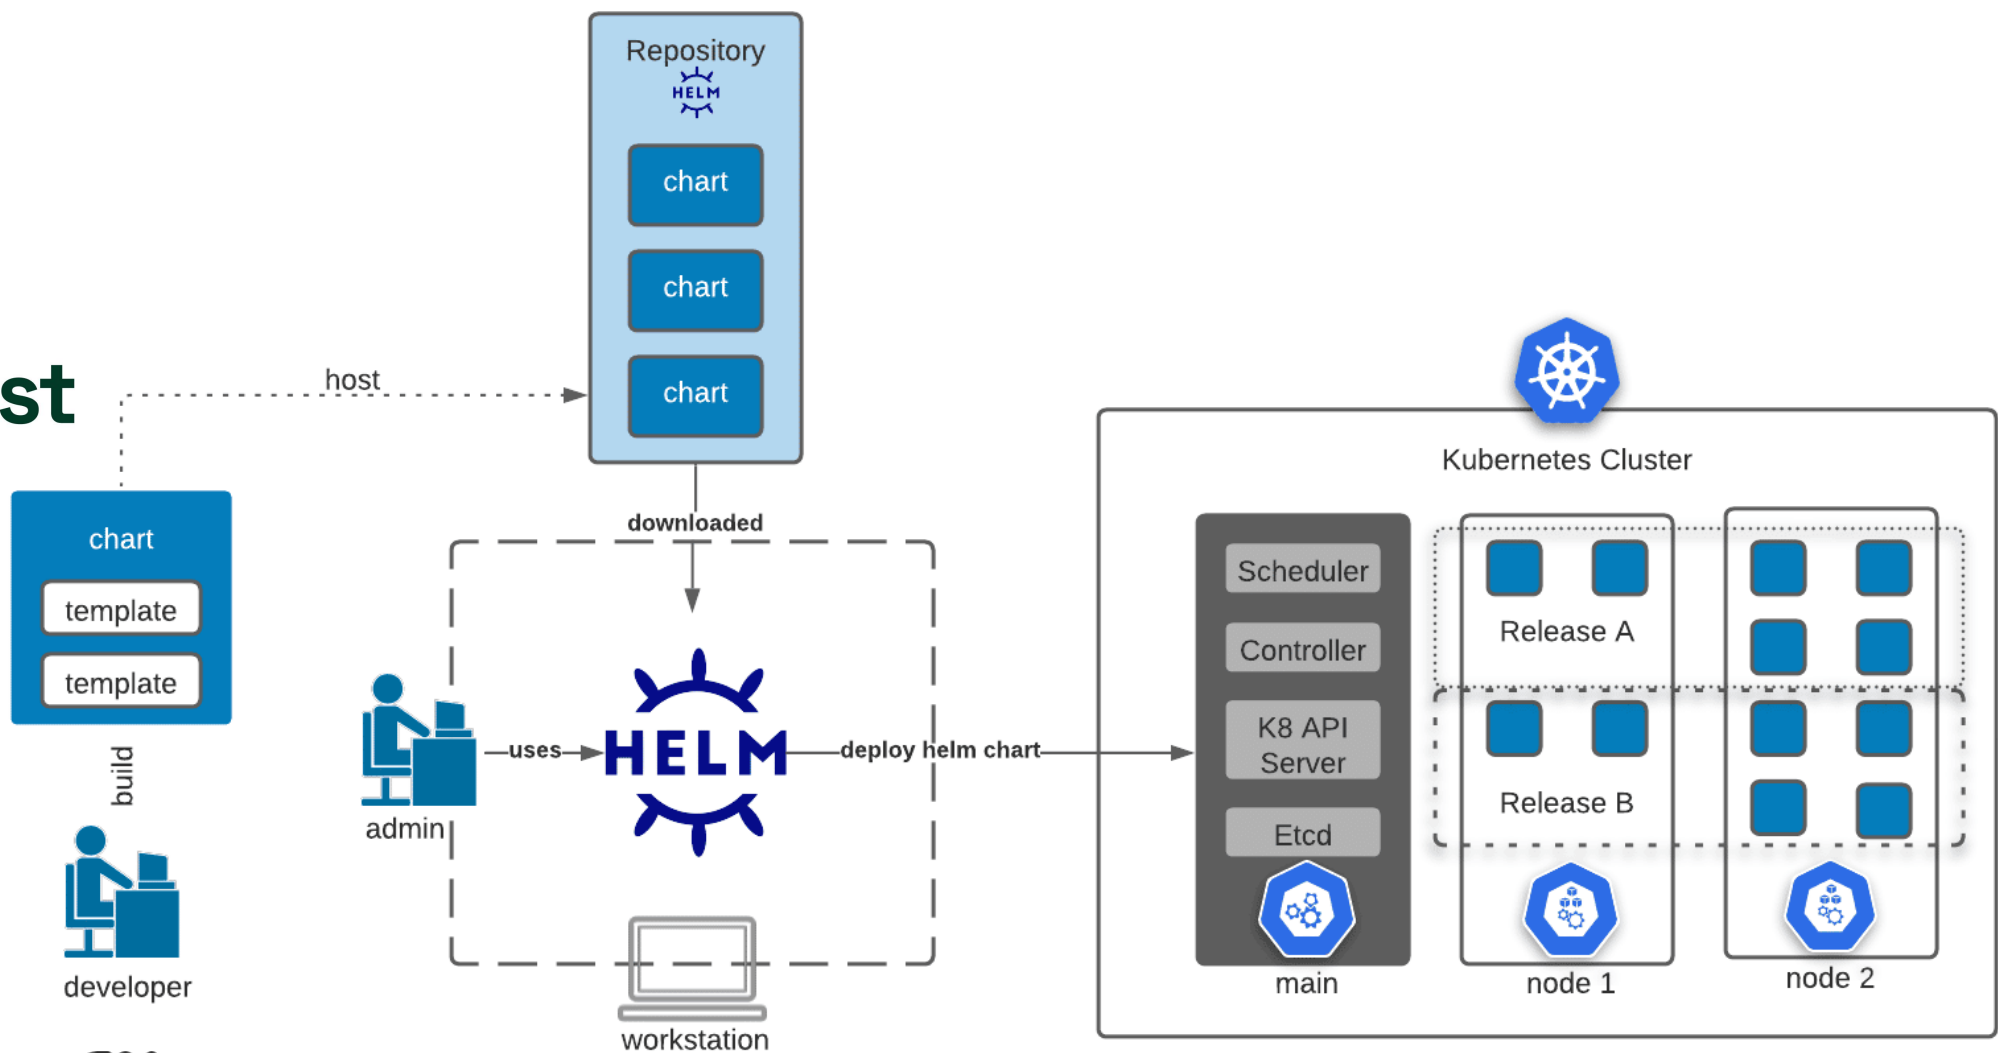 Repository
HELM
chart
chart
chart
host
st
chart
template
template
build
developer
downloaded
admin
uses
HELM
deploy helm chart
workstation
Kubernetes Cluster
Scheduler
Controller
K8 API
Server
Etcd
main
Release A
Release B
node 1
node 2